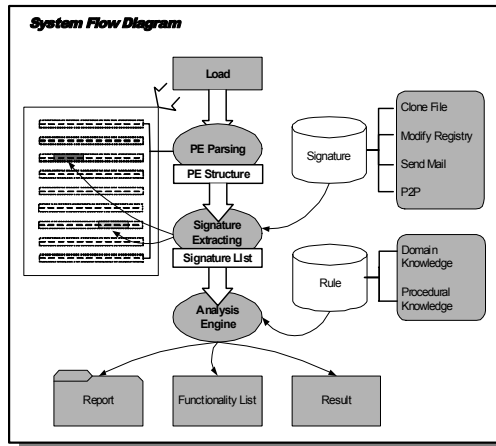 System Flow Diagram
Load
PE Parsing
PE Structure
Signature
Extracting
Signature LIst
Analysis
Engine
Signature
Clone File
Modify Registry
Send Mail
P2P
Rule
Domain
Knowledge
Procedural
Knowledge
Report
Functionality List
Result